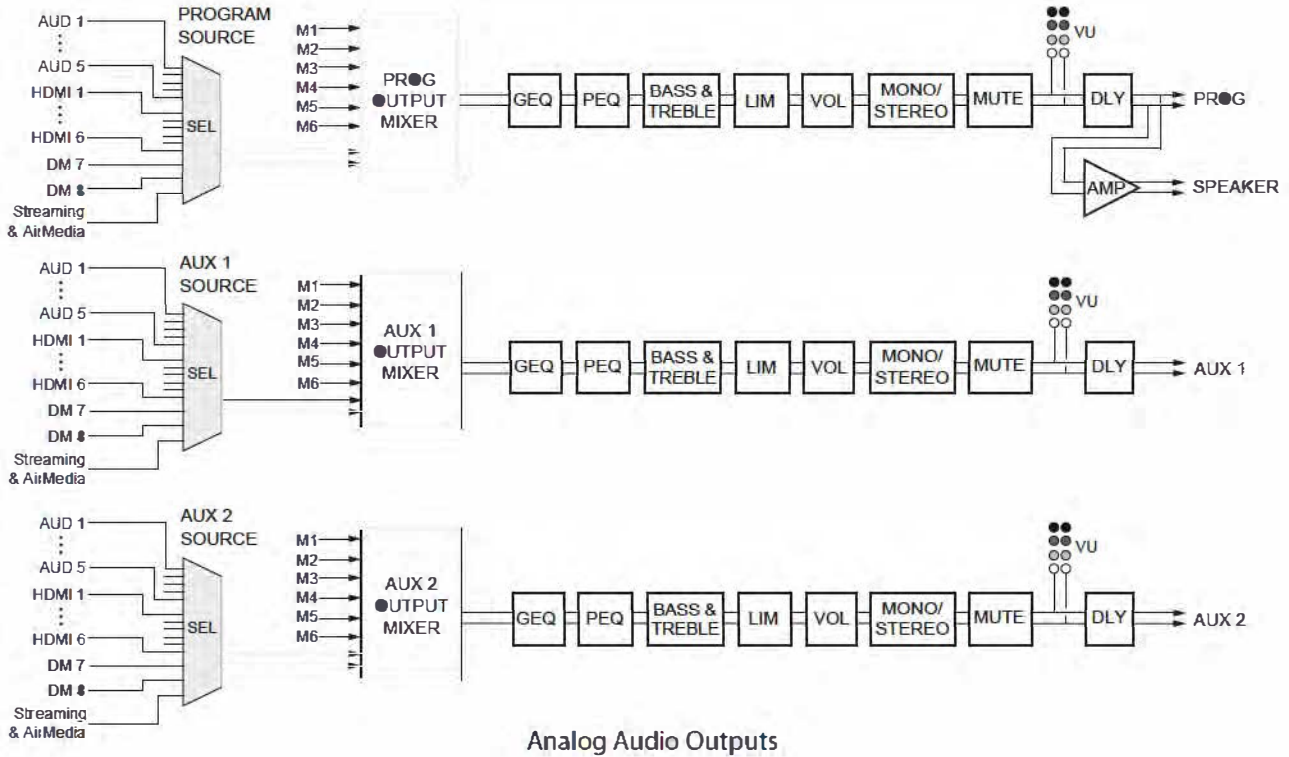 PROGRAM
SOURCE
AUD 1
AUD 5
HDMI 1
HDMI 6
DM 7
DM 8
Streaming
& AirMedia
SEL
M1
M2
M3
M4
M5
M6
PROG
OUTPUT
MIXER
GEQ
PEQ
BASS &
TREBLE
LIM
VOL
MONO/
STEREO
MUTE
VU
DLY
PROG
AMP
SPEAKER
AUX 1
SOURCE
AUD 1
AUD 5
HDMI 1
HDMI 6
DM 7
DM 8
Streaming
& AirMedia
SEL
M1
M2
M3
M4
M5
M6
AUX 1
OUTPUT
MIXER
GEQ
PEQ
BASS &
TREBLE
LIM
VOL
MONO/
STEREO
MUTE
VU
DLY
AUX 1
AUX 2
SOURCE
AUD 1
AUD 5
HDMI 1
HDMI 6
DM 7
DM 8
Streaming
& AirMedia
SEL
M1
M2
M3
M4
M5
M6
AUX 2
OUTPUT
MIXER
GEQ
PEQ
BASS &
TREBLE
LIM
VOL
MONO/
STEREO
MUTE
VU
DLY
AUX 2
Analog Audio Outputs